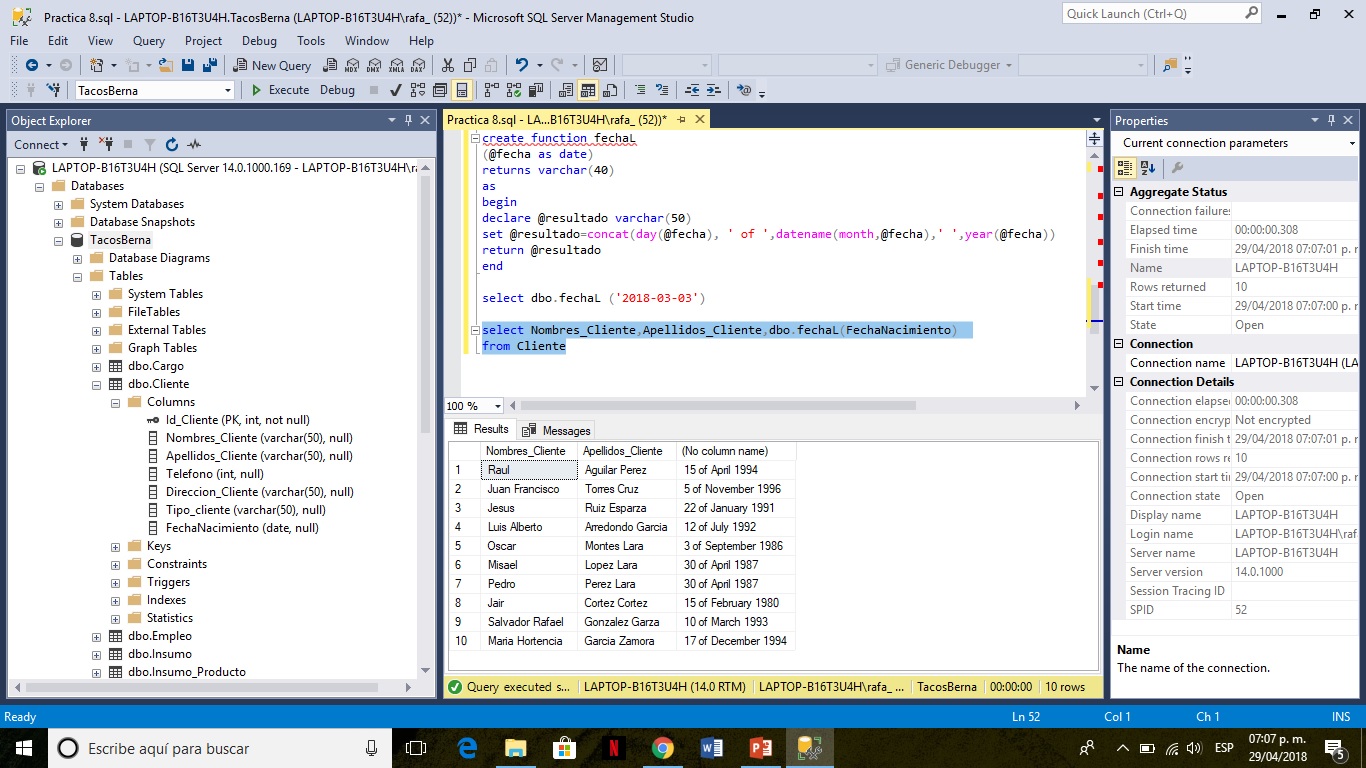 Practica 8.sql - LAPTOP-B16T3U4H.TacosBerna (LAPTOP-B16T3U4H\rafa_ (52))* - Microsoft SQL Server Management Studio
Quick Launch (Ctrl+Q)
File Edit View Query Project Debug Tools Window Help
New Query MDX DMX XMLA DAX Generic Debugger
TacosBerna Execute Debug
Object Explorer
Connect
LAPTOP-B16T3U4H (SQL Server 14.0.1000.169 - LAPTOP-B16T3U4H\ra
Databases
System Databases
Database Snapshots
TacosBerna
Database Diagrams
Tables
System Tables
FileTables
External Tables
Graph Tables
dbo.Cargo
dbo.Cliente
Columns
Id_Cliente (PK, int, not null)
Nombres_Cliente (varchar(50), null)
Apellidos_Cliente (varchar(50), null)
Telefono (int, null)
Direccion_Cliente (varchar(50), null)
Tipo_cliente (varchar(50), null)
FechaNacimiento (date, null)
Keys
Constraints
Triggers
Indexes
Statistics
dbo.Empleo
dbo.Insumo
dbo.Insumo_Producto
Practica 8.sql - LA...B16T3U4H\rafa_ (52))*
create function fechaL
(@fecha as date)
returns varchar(40)
as
begin
declare @resultado varchar(50)
set @resultado=concat(day(@fecha), ' of ',datename(month,@fecha),' ',year(@fecha))
return @resultado
end
select dbo.fechaL ('2018-03-03')
select Nombres_Cliente,Apellidos_Cliente,dbo.fechaL(FechaNacimiento)
from Cliente
100 %
Results Messages
Nombres_Cliente Apellidos_Cliente (No column name)
1 Raul Aguilar Perez 15 of April 1994
2 Juan Francisco Torres Cruz 5 of November 1996
3 Jesus Ruiz Esparza 22 of January 1991
4 Luis Alberto Arredondo Garcia 12 of July 1992
5 Oscar Montes Lara 3 of September 1986
6 Misael Lopez Lara 30 of April 1987
7 Pedro Perez Lara 30 of April 1987
8 Jair Cortez Cortez 15 of February 1980
9 Salvador Rafael Gonzalez Garza 10 of March 1993
10 Maria Hortencia Garcia Zamora 17 of December 1994
Query executed s... LAPTOP-B16T3U4H (14.0 RTM) LAPTOP-B16T3U4H\rafa_ ... TacosBerna 00:00:00 10 rows
Properties
Current connection parameters
Aggregate Status
Connection failures
Elapsed time 00:00:00.308
Finish time 29/04/2018 07:07:01 p. r
Name LAPTOP-B16T3U4H
Rows returned 10
Start time 29/04/2018 07:07:00 p. r
State Open
Connection
Connection name LAPTOP-B16T3U4H (LA
Connection Details
Connection elapse 00:00:00.308
Connection encryp Not encrypted
Connection finish t 29/04/2018 07:07:01 p. r
Connection rows re 10
Connection start ti 29/04/2018 07:07:00 p. r
Connection state Open
Display name LAPTOP-B16T3U4H
Login name LAPTOP-B16T3U4H\raf
Server name LAPTOP-B16T3U4H
Server version 14.0.1000
Session Tracing ID
SPID 52
Name
The name of the connection.
Ready Ln 52 Col 1 Ch 1 INS
Escribe aquí para buscar
ESP
07:07 p. m.
29/04/2018
5